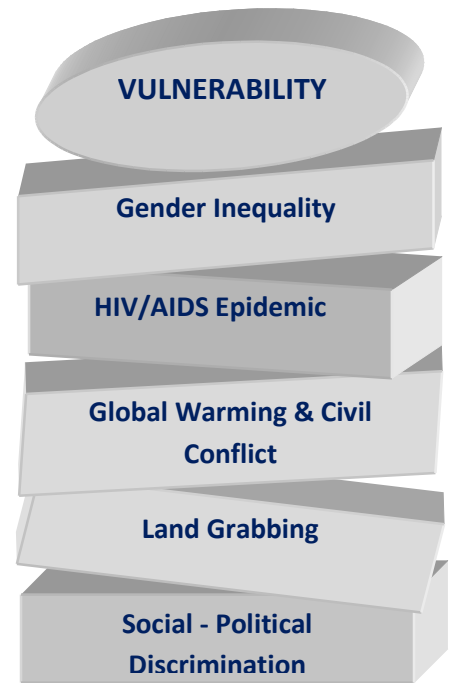 VULNERABILITY
Gender Inequality
HIV/AIDS Epidemic
Global Warming & Civil
Conflict
Land Grabbing
Social - Political
Discrimination